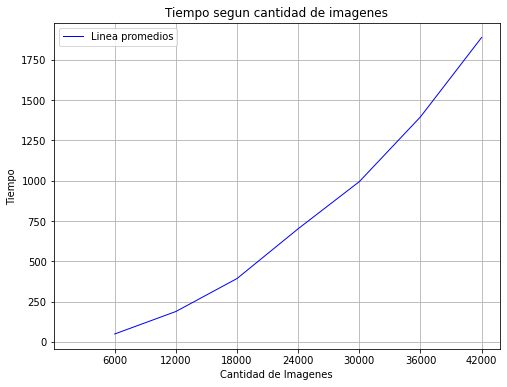 Tiempo segun cantidad de imagenes
Linea promedios
1750
1500
1250
1000
750
500
250
0
Tiempo
6000 12000 18000 24000 30000 36000 42000
Cantidad de Imagenes